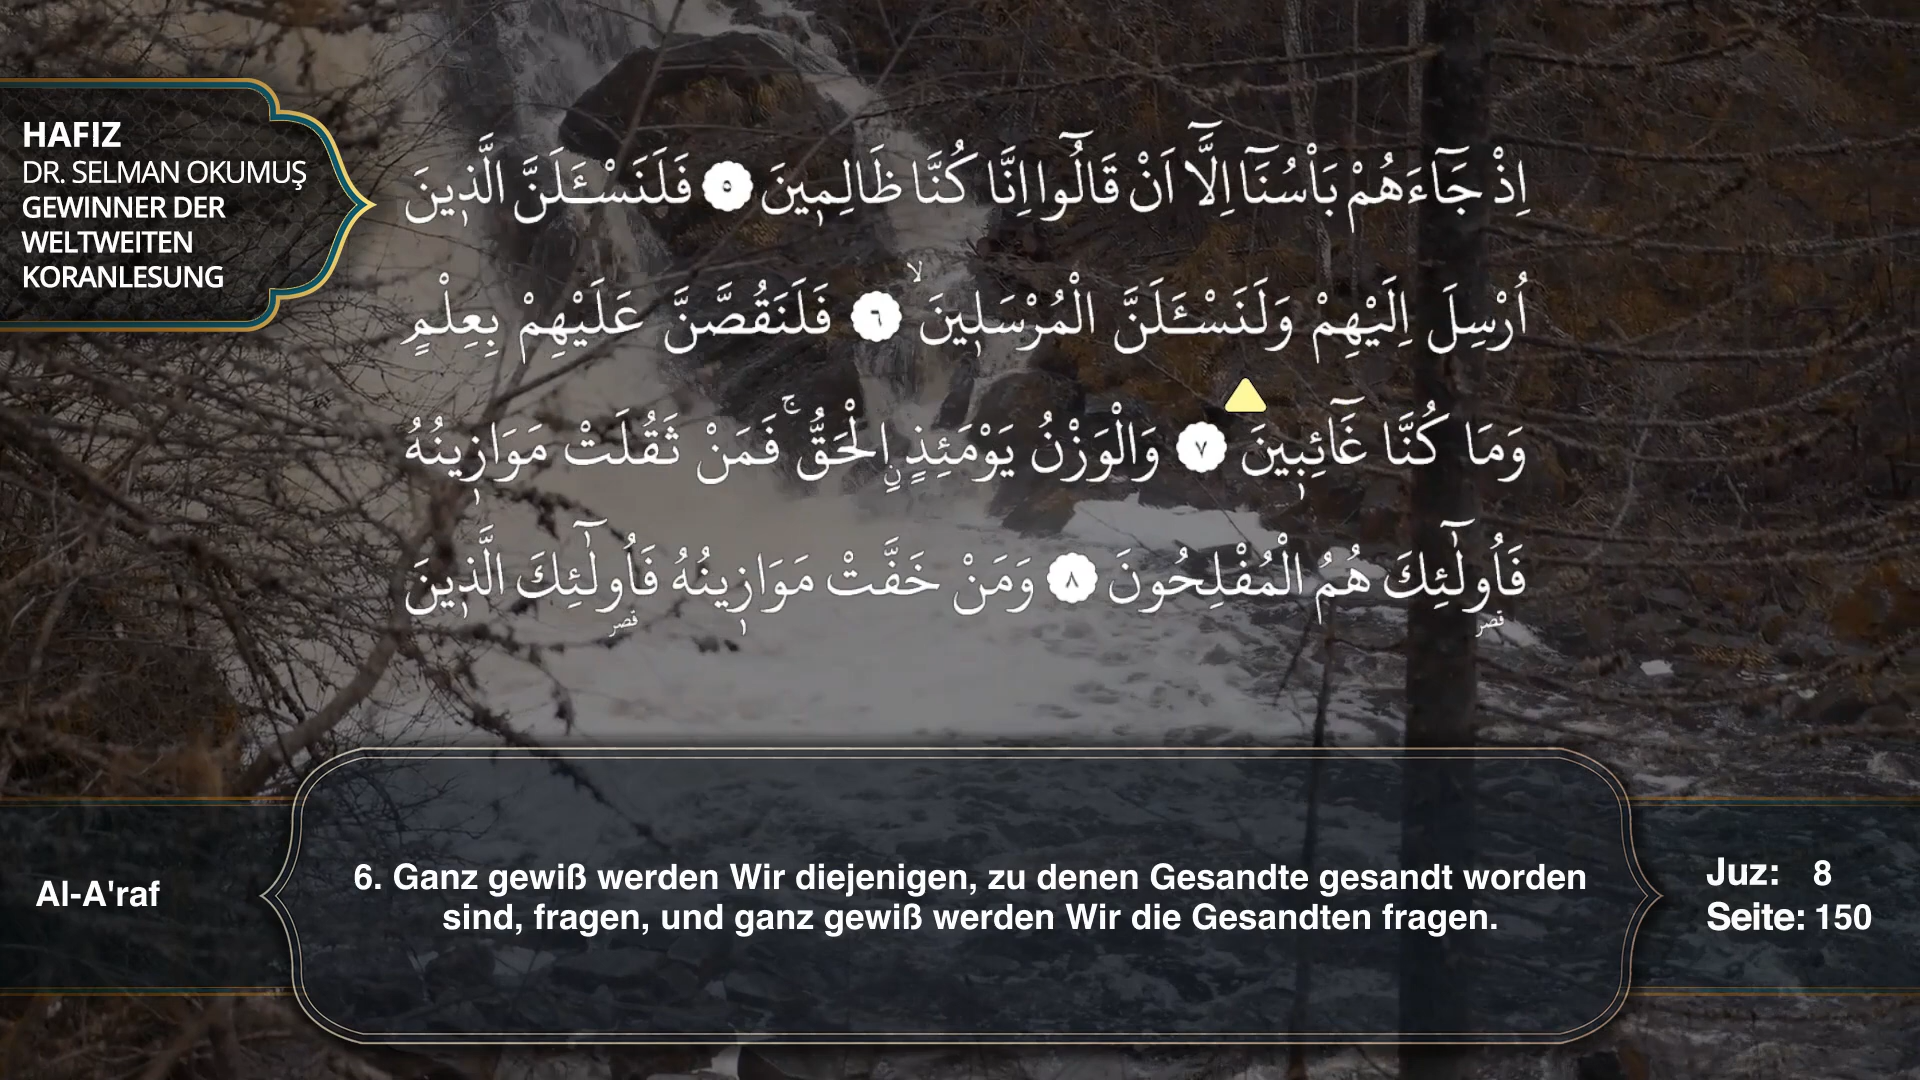 HAFIZ
DR. SELMAN OKUMUŞ
GEWINNER DER
WELTWEITEN
KORANLESUNG
اِذْ جَٓاءَهُمْ بَاْسُنَٓا اِلَّٓا اَنْ قَالُٓوا اِنَّا كُنَّا ظَالِم۪ينَ ٥ فَلَنَسْـَٔلَنَّ الَّذ۪ينَ
اُرْسِلَ اِلَيْهِمْ وَلَنَسْـَٔلَنَّ الْمُرْسَل۪ينَۙ ٦ فَلَنَقُصَّنَّ عَلَيْهِمْ بِعِلْمٍ
وَمَا كُنَّا غَٓائِب۪ينَ ٧ وَالْوَزْنُ يَوْمَئِذٍۨ الْحَقُّۚ فَمَنْ ثَقُلَتْ مَوَاز۪ينُهُ
فَاُو۬لٰٓئِكَ هُمُ الْمُفْلِحُونَ ٨ وَمَنْ خَفَّتْ مَوَاز۪ينُهُ فَاُو۬لٰٓئِكَ الَّذ۪ينَ
قصر قصر
6. Ganz gewiß werden Wir diejenigen, zu denen Gesandte gesandt worden
sind, fragen, und ganz gewiß werden Wir die Gesandten fragen.
Al-A'raf
Juz: 8
Seite: 150